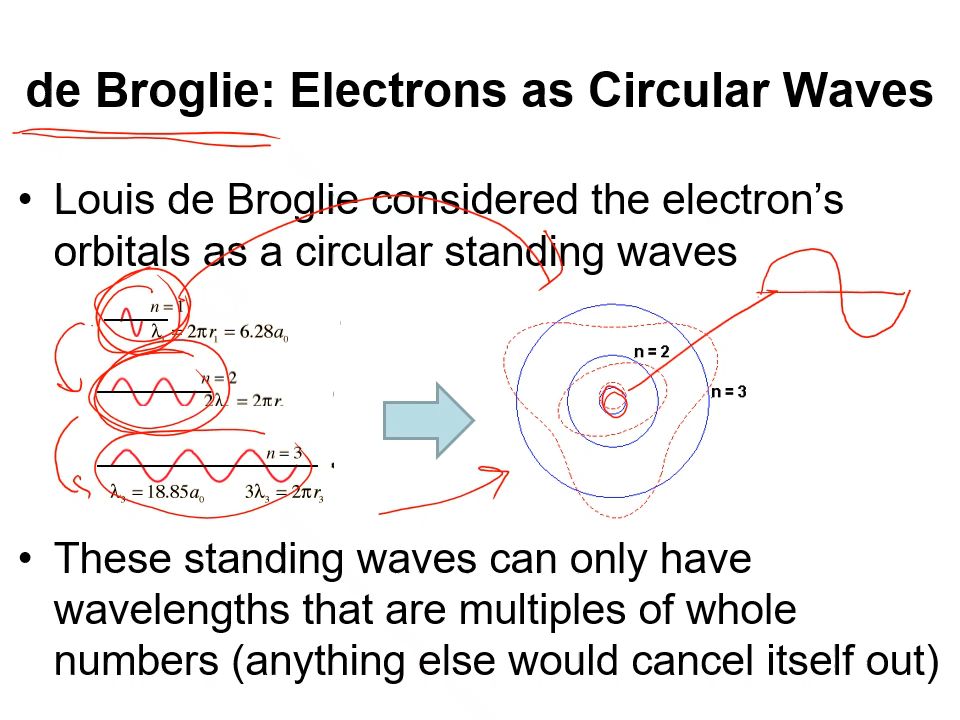 de Broglie: Electrons as Circular Waves
• Louis de Broglie considered the electron’s
orbitals as a circular standing waves
n = 1
λ₁ = 2πr₁ = 6.28a₀
n = 2
2λ = 2πr
n = 3
λ₃ = 18.85a₀ 3λ₃ = 2πr₃
n = 2
n = 3
• These standing waves can only have
wavelengths that are multiples of whole
numbers (anything else would cancel itself out)